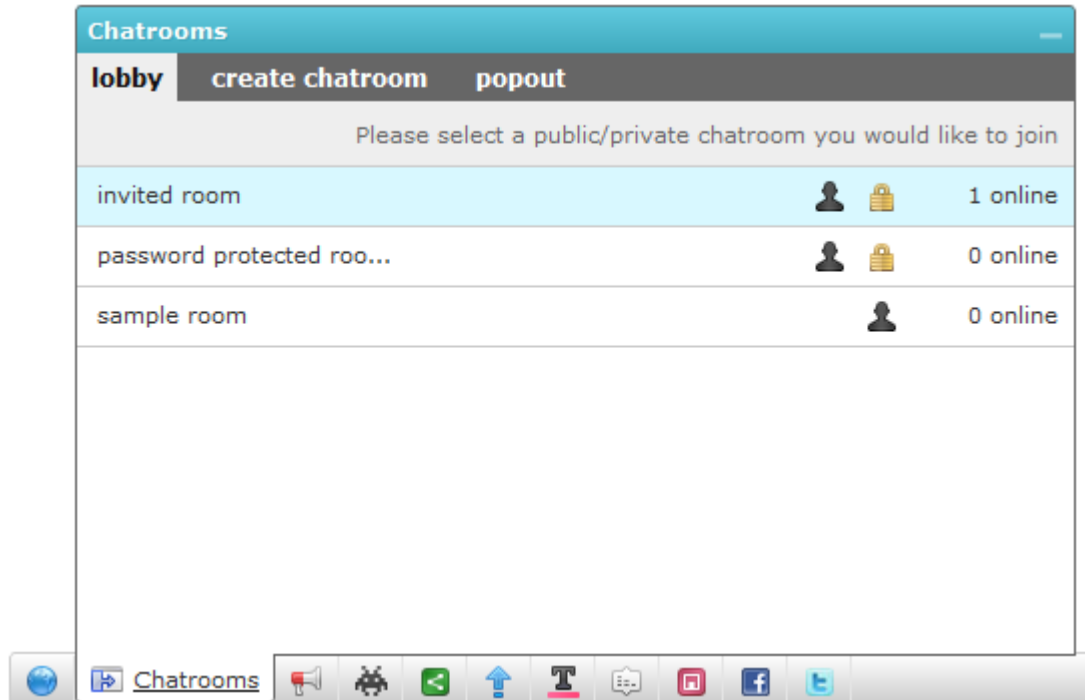 Chatrooms
lobby create chatroom popout
Please select a public/private chatroom you would like to join
invited room 1 online
password protected roo... 0 online
sample room 0 online
Chatrooms T f t